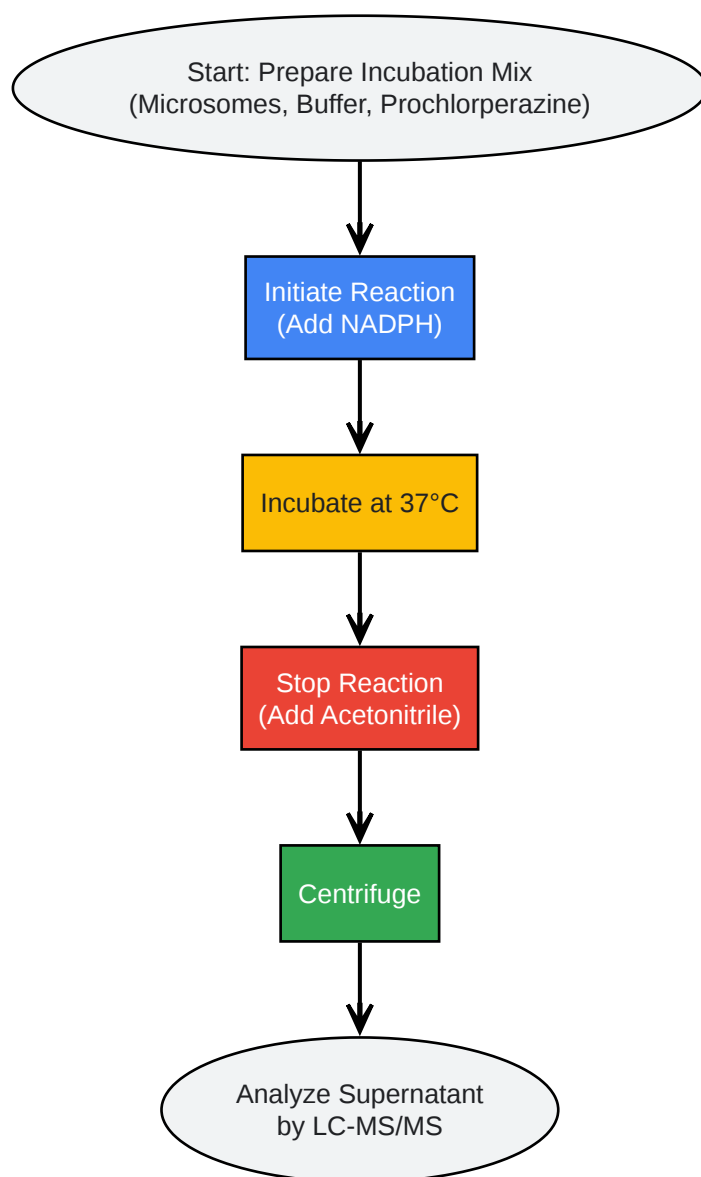 Start: Prepare Incubation Mix
(Microsomes, Buffer, Prochlorperazine)
Initiate Reaction
(Add NADPH)
Incubate at 37°C
Stop Reaction
(Add Acetonitrile)
Centrifuge
Analyze Supernatant
by LC-MS/MS